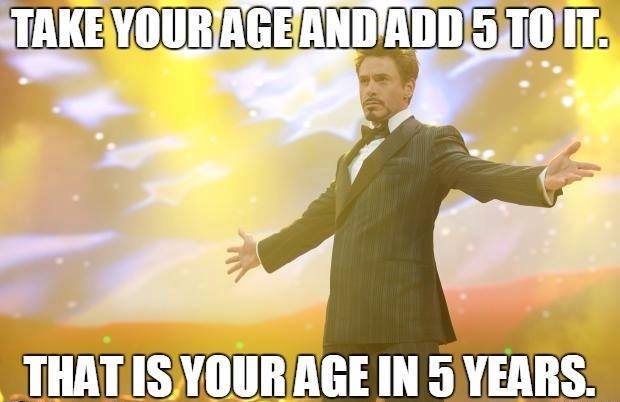 TAKE YOUR AGE AND ADD 5 TO IT.
THAT IS YOUR AGE IN 5 YEARS.